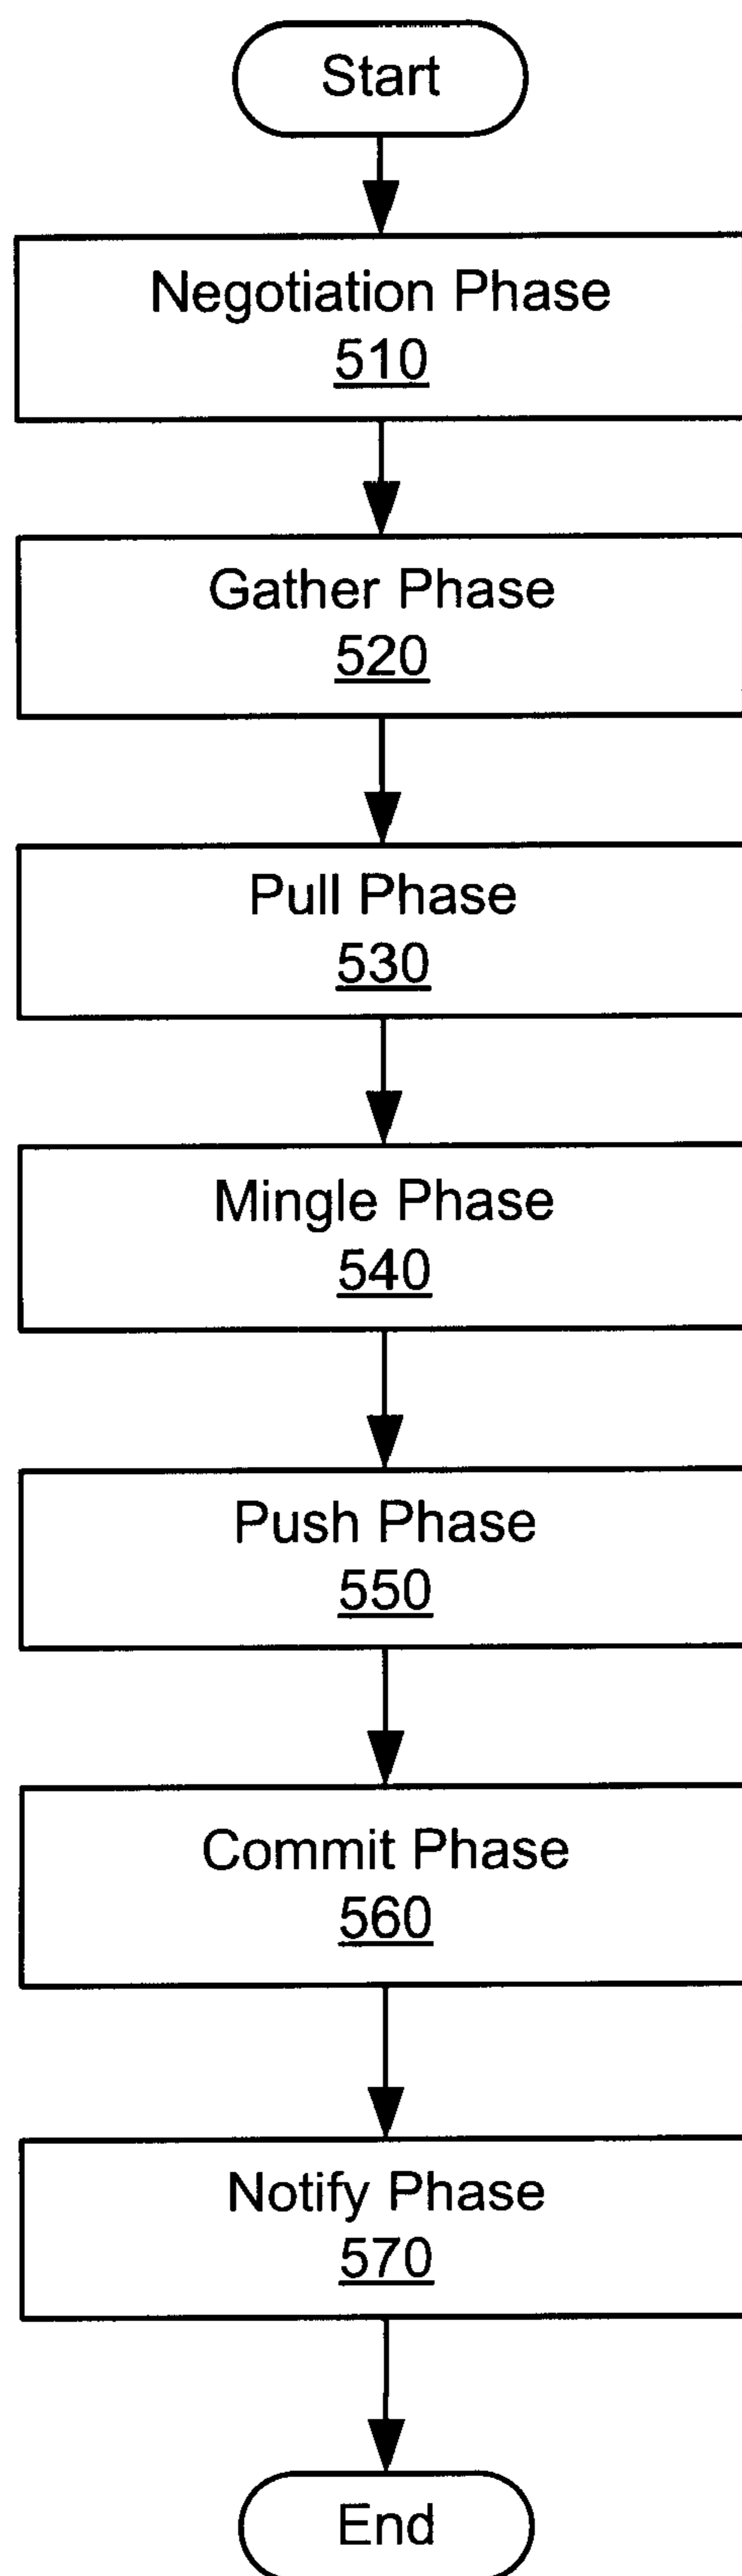 Start
Negotiation Phase
510
Gather Phase
520
Pull Phase
530
Mingle Phase
540
Push Phase
550
Commit Phase
560
Notify Phase
570
End